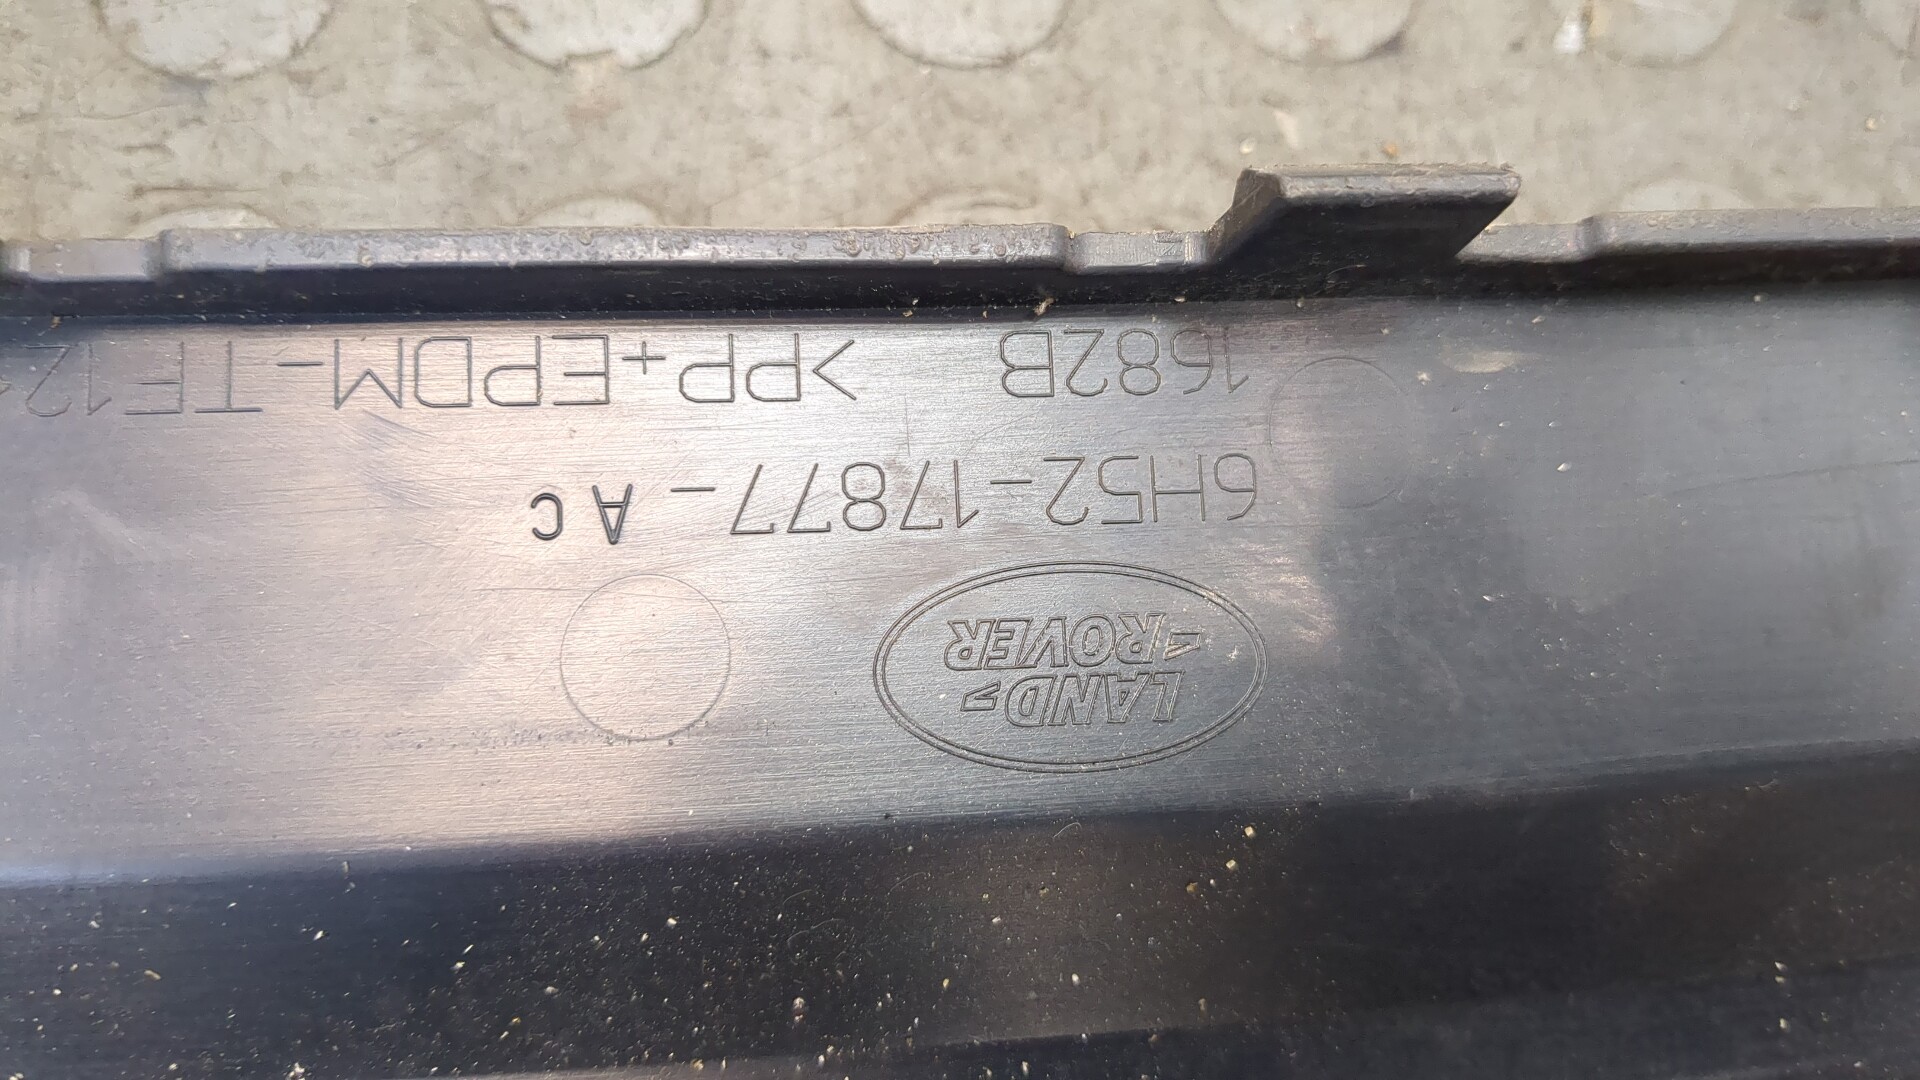 LAND
ROVER
6H52-17877-AC
1682B >PP+EPDM-TF12